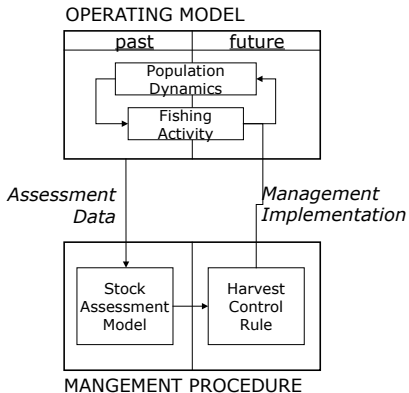 OPERATING MODEL
past future
Population
Dynamics
Fishing
Activity
Assessment
Data
Management
Implementation
Stock
Assessment
Model
Harvest
Control
Rule
MANGEMENT PROCEDURE